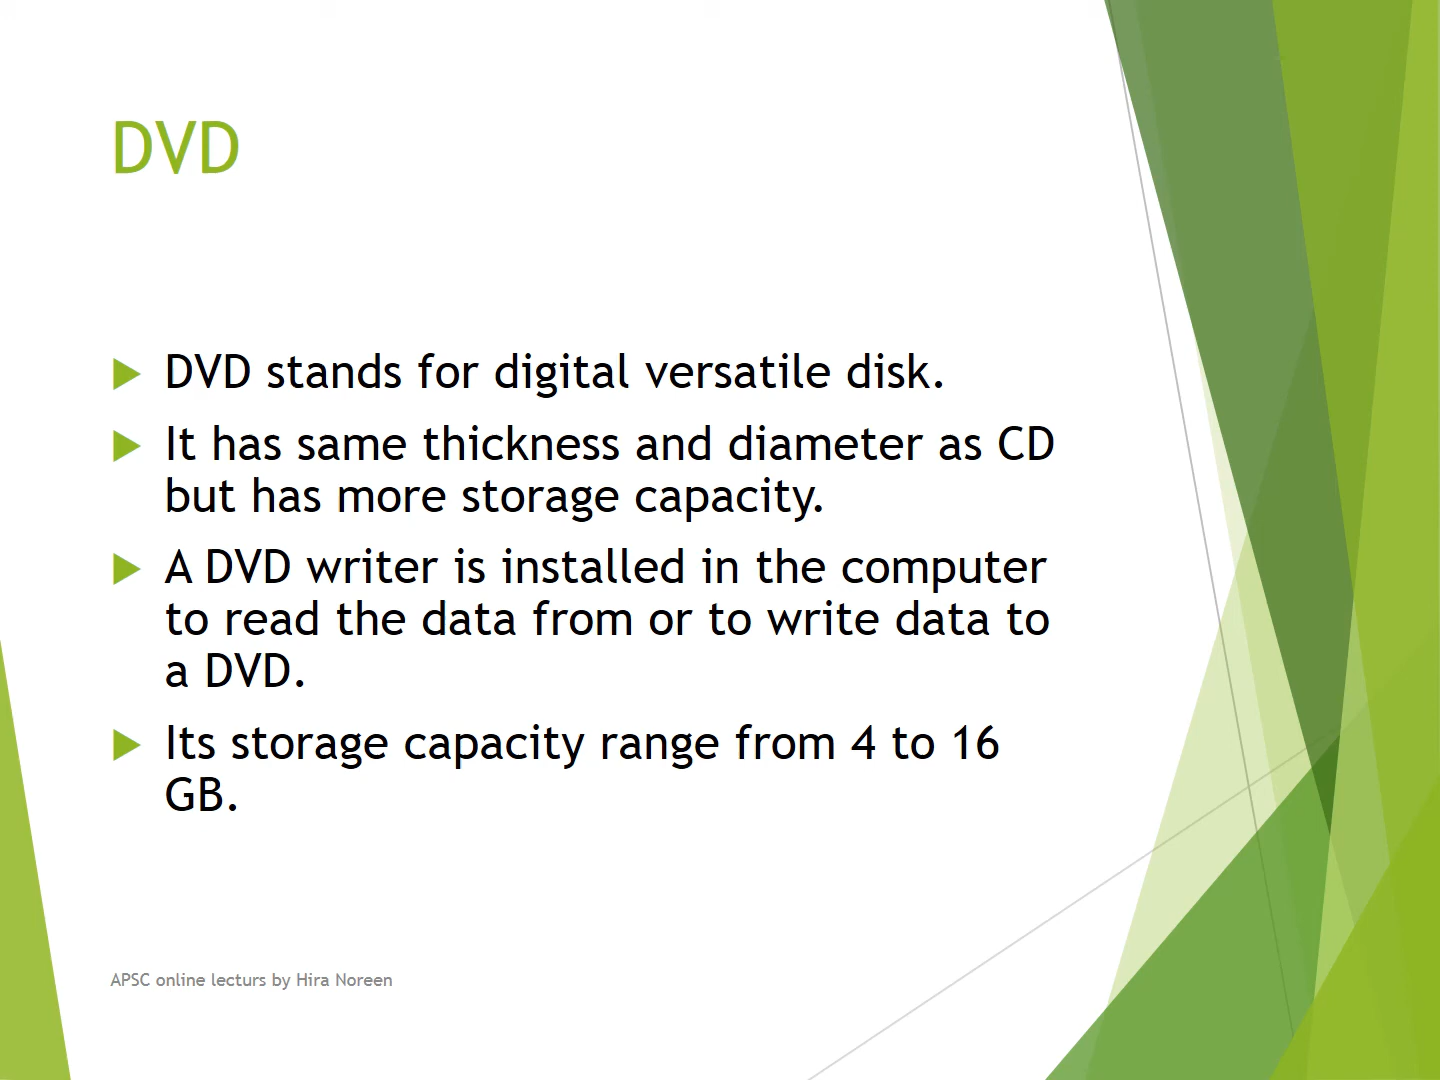 DVD
DVD stands for digital versatile disk.
It has same thickness and diameter as CD
but has more storage capacity.
A DVD writer is installed in the computer
to read the data from or to write data to
a DVD.
Its storage capacity range from 4 to 16
GB.
APSC online lecturs by Hira Noreen